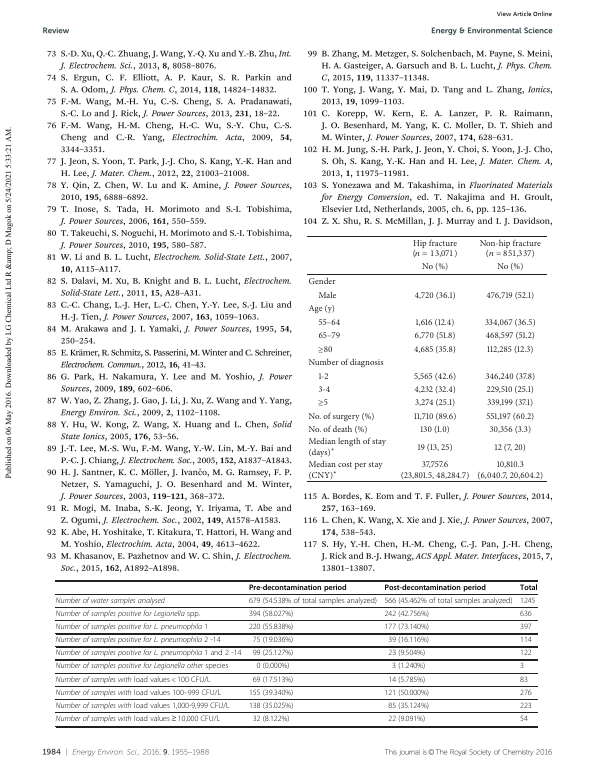 View Article Online
Review
Energy & Environmental Science
Published on 06 May 2016. Downloaded by LG Chemical Ltd R &amp; D Magok on 5/24/2021 5:33:21 AM.
73 S.-D. Xu, Q.-C. Zhuang, J. Wang, Y.-Q. Xu and Y.-B. Zhu, Int.
J. Electrochem. Sci., 2013, 8, 8058–8076.
74 S. Ergun, C. F. Elliott, A. P. Kaur, S. R. Parkin and
S. A. Odom, J. Phys. Chem. C, 2014, 118, 14824–14832.
75 F.-M. Wang, M.-H. Yu, C.-S. Cheng, S. A. Pradanawati,
S.-C. Lo and J. Rick, J. Power Sources, 2013, 231, 18–22.
76 F.-M. Wang, H.-M. Cheng, H.-C. Wu, S.-Y. Chu, C.-S.
Cheng and C.-R. Yang, Electrochim. Acta, 2009, 54,
3344–3351.
77 J. Jeon, S. Yoon, T. Park, J.-J. Cho, S. Kang, Y.-K. Han and
H. Lee, J. Mater. Chem., 2012, 22, 21003–21008.
78 Y. Qin, Z. Chen, W. Lu and K. Amine, J. Power Sources,
2010, 195, 6888–6892.
79 T. Inose, S. Tada, H. Morimoto and S.-I. Tobishima,
J. Power Sources, 2006, 161, 550–559.
80 T. Takeuchi, S. Noguchi, H. Morimoto and S.-I. Tobishima,
J. Power Sources, 2010, 195, 580–587.
81 W. Li and B. L. Lucht, Electrochem. Solid-State Lett., 2007,
10, A115–A117.
82 S. Dalavi, M. Xu, B. Knight and B. L. Lucht, Electrochem.
Solid-State Lett., 2011, 15, A28–A31.
83 C.-C. Chang, L.-J. Her, L.-C. Chen, Y.-Y. Lee, S.-J. Liu and
H.-J. Tien, J. Power Sources, 2007, 163, 1059–1063.
84 M. Arakawa and J. I. Yamaki, J. Power Sources, 1995, 54,
250–254.
85 E. Krämer, R. Schmitz, S. Passerini, M. Winter and C. Schreiner,
Electrochem. Commun., 2012, 16, 41–43.
86 G. Park, H. Nakamura, Y. Lee and M. Yoshio, J. Power
Sources, 2009, 189, 602–606.
87 W. Yao, Z. Zhang, J. Gao, J. Li, J. Xu, Z. Wang and Y. Yang,
Energy Environ. Sci., 2009, 2, 1102–1108.
88 Y. Hu, W. Kong, Z. Wang, X. Huang and L. Chen, Solid
State Ionics, 2005, 176, 53–56.
89 J.-T. Lee, M.-S. Wu, F.-M. Wang, Y.-W. Lin, M.-Y. Bai and
P.-C. J. Chiang, J. Electrochem. Soc., 2005, 152, A1837–A1843.
90 H. J. Santner, K. C. Möller, J. Ivančo, M. G. Ramsey, F. P.
Netzer, S. Yamaguchi, J. O. Besenhard and M. Winter,
J. Power Sources, 2003, 119–121, 368–372.
91 R. Mogi, M. Inaba, S.-K. Jeong, Y. Iriyama, T. Abe and
Z. Ogumi, J. Electrochem. Soc., 2002, 149, A1578–A1583.
92 K. Abe, H. Yoshitake, T. Kitakura, T. Hattori, H. Wang and
M. Yoshio, Electrochim. Acta, 2004, 49, 4613–4622.
93 M. Khasanov, E. Pazhetnov and W. C. Shin, J. Electrochem.
Soc., 2015, 162, A1892–A1898.
99 B. Zhang, M. Metzger, S. Solchenbach, M. Payne, S. Meini,
H. A. Gasteiger, A. Garsuch and B. L. Lucht, J. Phys. Chem.
C, 2015, 119, 11337–11348.
100 T. Yong, J. Wang, Y. Mai, D. Tang and L. Zhang, Ionics,
2013, 19, 1099–1103.
101 C. Korepp, W. Kern, E. A. Lanzer, P. R. Raimann,
J. O. Besenhard, M. Yang, K. C. Moller, D. T. Shieh and
M. Winter, J. Power Sources, 2007, 174, 628–631.
102 H. M. Jung, S.-H. Park, J. Jeon, Y. Choi, S. Yoon, J.-J. Cho,
S. Oh, S. Kang, Y.-K. Han and H. Lee, J. Mater. Chem. A,
2013, 1, 11975–11981.
103 S. Yonezawa and M. Takashima, in Fluorinated Materials
for Energy Conversion, ed. T. Nakajima and H. Groult,
Elsevier Ltd, Netherlands, 2005, ch. 6, pp. 125–136.
104 Z. X. Shu, R. S. McMillan, J. J. Murray and I. J. Davidson,
Hip fracture Non-hip fracture
(n = 13,071) (n = 851,337)
No (%) No (%)
Gender
Male 4,720 (36.1) 476,719 (52.1)
Age (y)
55–64 1,616 (12.4) 334,067 (36.5)
65–79 6,770 (51.8) 468,597 (51.2)
≥80 4,685 (35.8) 112,285 (12.3)
Number of diagnosis
1-2 5,565 (42.6) 346,240 (37.8)
3-4 4,232 (32.4) 229,510 (25.1)
≥5 3,274 (25.1) 339,199 (37.1)
No. of surgery (%) 11,710 (89.6) 551,197 (60.2)
No. of death (%) 130 (1.0) 30,356 (3.3)
Median length of stay
(days)* 19 (13, 25) 12 (7, 20)
Median cost per stay 37,757.6 10,810.3
(CNY)* (23,801.5, 48,284.7) (6,040.7, 20,604.2)
115 A. Bordes, K. Eom and T. F. Fuller, J. Power Sources, 2014,
257, 163–169.
116 L. Chen, K. Wang, X. Xie and J. Xie, J. Power Sources, 2007,
174, 538–543.
117 S. Hy, Y.-H. Chen, H.-M. Cheng, C.-J. Pan, J.-H. Cheng,
J. Rick and B.-J. Hwang, ACS Appl. Mater. Interfaces, 2015, 7,
13801–13807.
Pre-decontamination period Post-decontamination period Total
Number of water samples analysed 679 (54.538% of total samples analyzed) 566 (45.462% of total samples analyzed) 1245
Number of samples positive for Legionella spp. 394 (58.027%) 242 (42.756%) 636
Number of samples positive for L. pneumophila 1 220 (55.838%) 177 (73.140%) 397
Number of samples positive for L. pneumophila 2 -14 75 (19.036%) 39 (16.116%) 114
Number of samples positive for L. pneumophila 1 and 2 -14 99 (25.127%) 23 (9.504%) 122
Number of samples positive for Legionella other species 0 (0.000%) 3 (1.240%) 3
Number of samples with load values < 100 CFU/L 69 (17.513%) 14 (5.785%) 83
Number of samples with load values 100–999 CFU/L 155 (39.340%) 121 (50.000%) 276
Number of samples with load values 1,000-9,999 CFU/L 138 (35.025%) 85 (35.124%) 223
Number of samples with load values ≥ 10,000 CFU/L 32 (8.122%) 22 (9.091%) 54
1984 | Energy Environ. Sci., 2016, 9, 1955–1988
This journal is © The Royal Society of Chemistry 2016